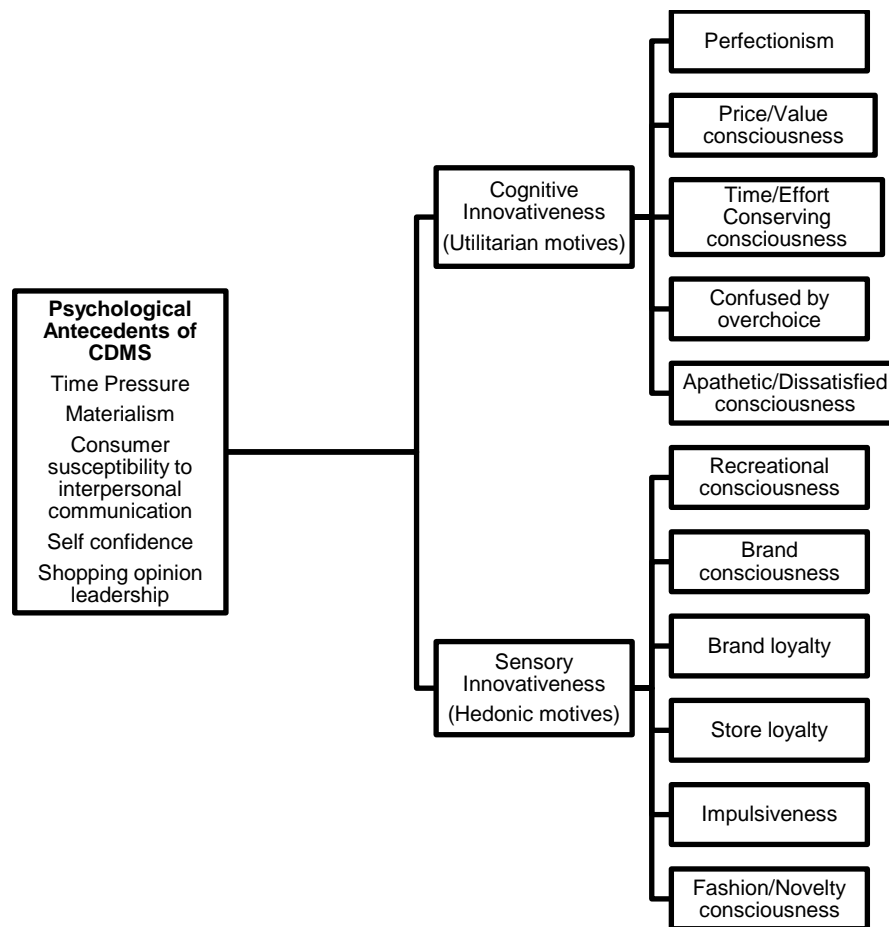 Psychological
Antecedents of
CDMS
Time Pressure
Materialism
Consumer
susceptibility to
interpersonal
communication
Self confidence
Shopping opinion
leadership
Cognitive
Innovativeness
(Utilitarian motives)
Perfectionism
Price/Value
consciousness
Time/Effort
Conserving
consciousness
Confused by
overchoice
Apathetic/Dissatisfied
consciousness
Sensory
Innovativeness
(Hedonic motives)
Recreational
consciousness
Brand
consciousness
Brand loyalty
Store loyalty
Impulsiveness
Fashion/Novelty
consciousness